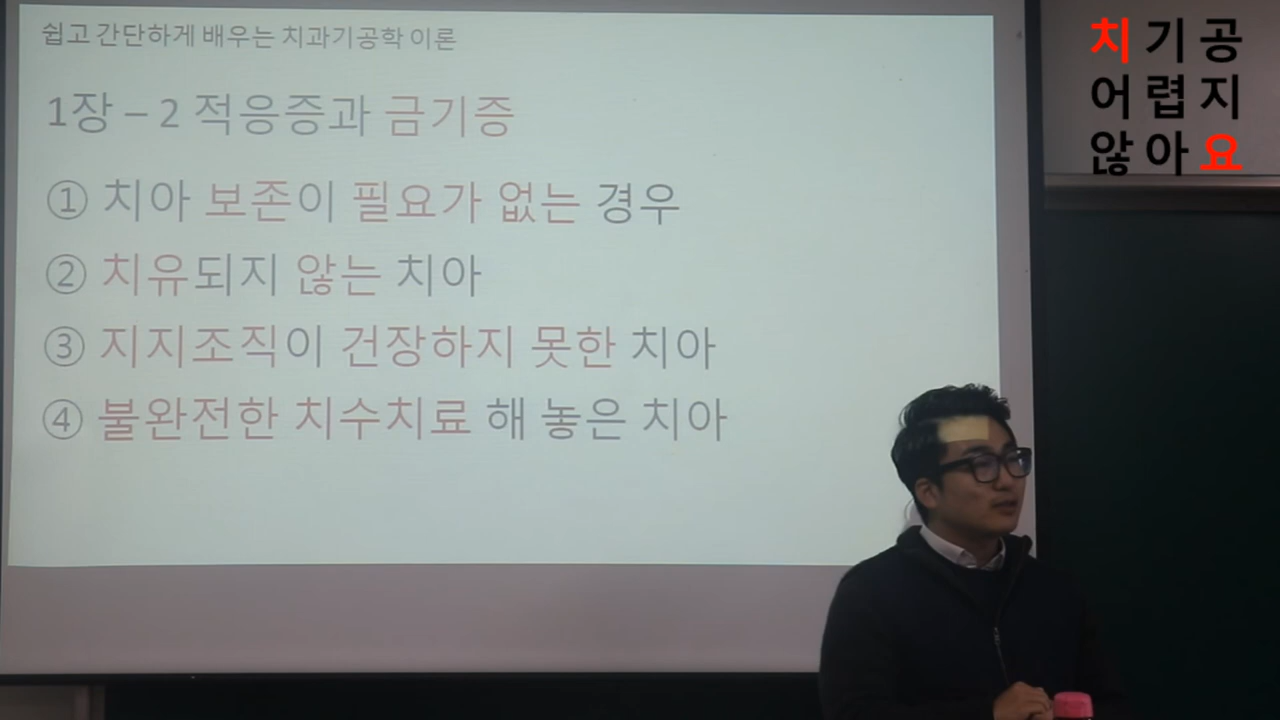 쉽고 간단하게 배우는 치과기공학 이론
1장 – 2 적응증과 금기증
① 치아 보존이 필요가 없는 경우
② 치유되지 않는 치아
③ 지지조직이 건장하지 못한 치아
④ 불완전한 치수치료 해 놓은 치아
치기공
어렵지
않아요